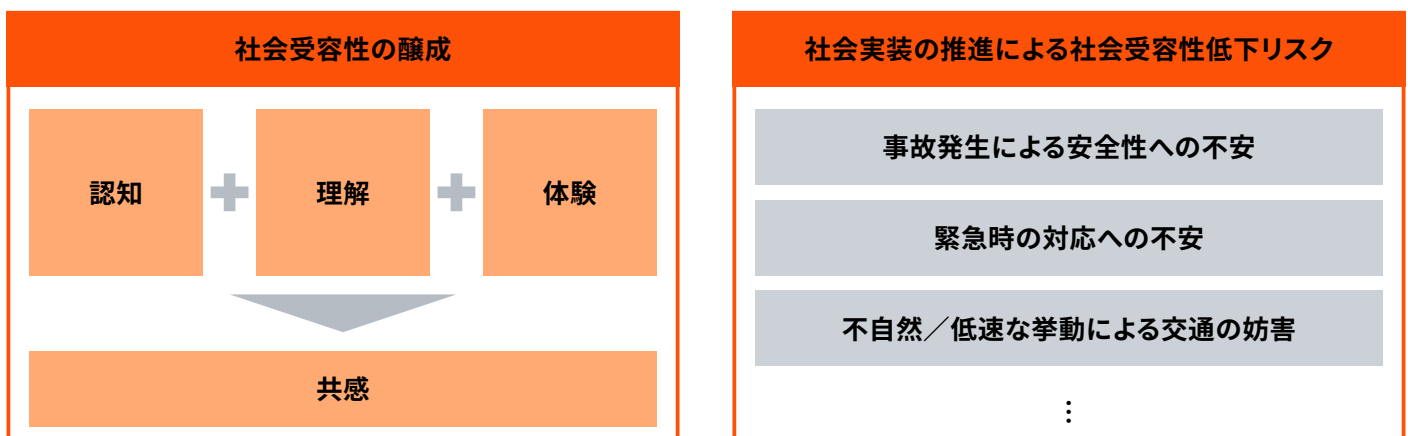 社会受容性の醸成
認知
理解
体験
共感
社会実装の推進による社会受容性低下リスク
事故発生による安全性への不安
緊急時の対応への不安
不自然／低速な挙動による交通の妨害
⋮